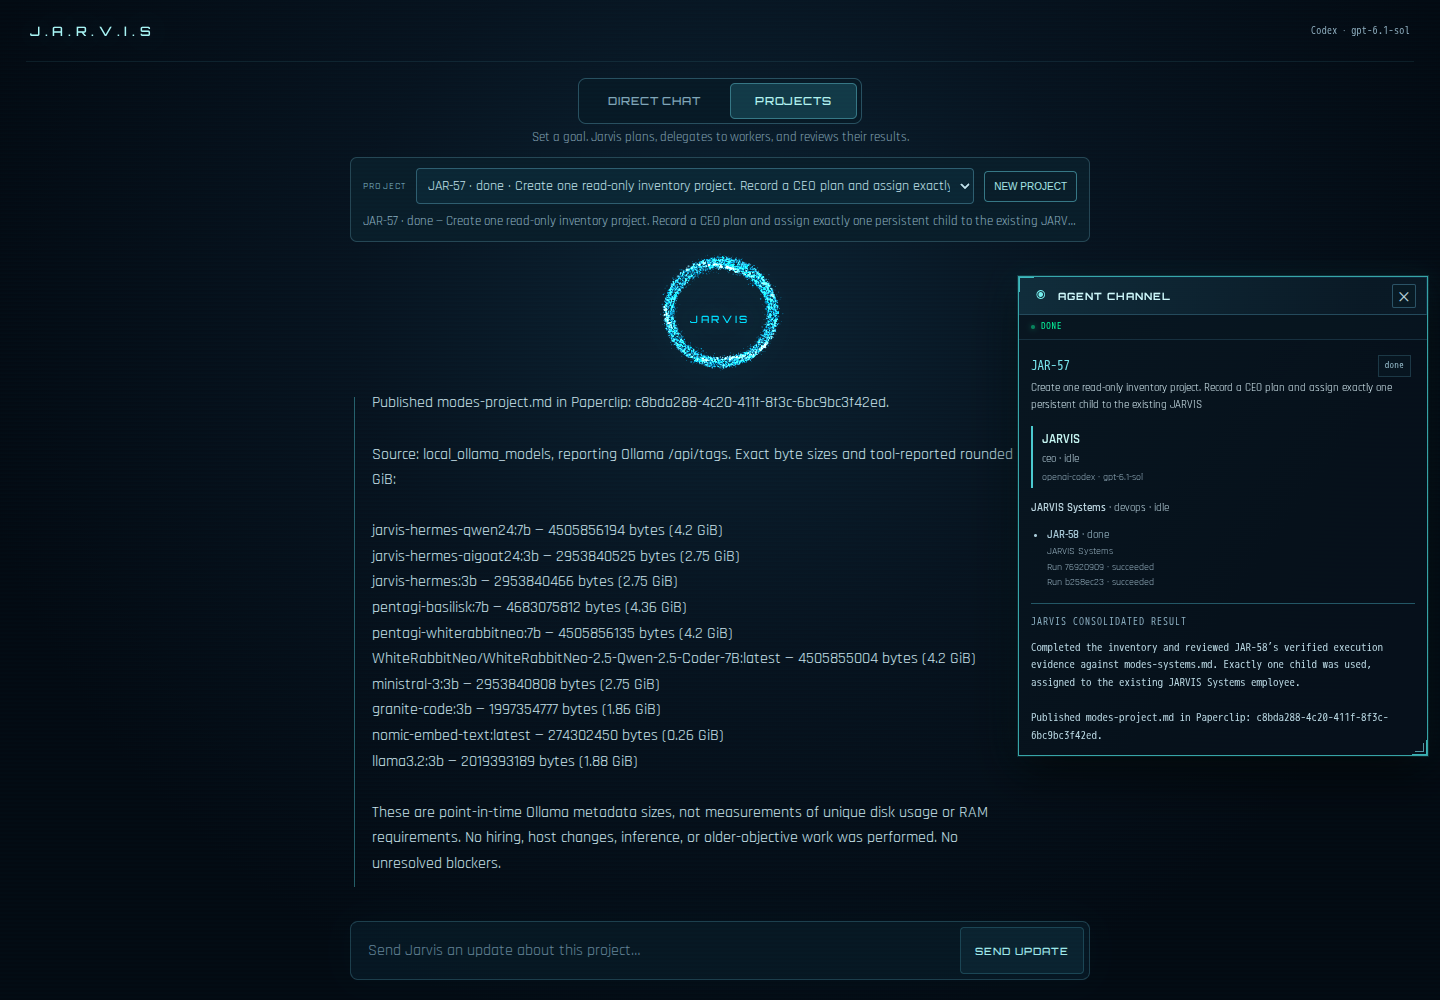 J.A.R.V.I.S
Codex · gpt-6.1-sol
DIRECT CHAT
PROJECTS
Set a goal. Jarvis plans, delegates to workers, and reviews their results.
PROJECT
JAR-57 · done · Create one read-only inventory project. Record a CEO plan and assign exactly
NEW PROJECT
JAR-57 · done — Create one read-only inventory project. Record a CEO plan and assign exactly one persistent child to the existing JARV...
JARVIS
Published modes-project.md in Paperclip: c8bda288-4c20-411f-8f3c-6bc9bc3f42ed.
Source: local_ollama_models, reporting Ollama /api/tags. Exact byte sizes and tool-reported rounded
GiB:
jarvis-hermes-qwen24:7b — 4505856194 bytes (4.2 GiB)
jarvis-hermes-aigoat24:3b — 2953840525 bytes (2.75 GiB)
jarvis-hermes:3b — 2953840466 bytes (2.75 GiB)
pentagi-basilisk:7b — 4683075812 bytes (4.36 GiB)
pentagi-whiterabbitneo:7b — 4505856135 bytes (4.2 GiB)
WhiteRabbitNeo/WhiteRabbitNeo-2.5-Qwen-2.5-Coder-7B:latest — 4505855004 bytes (4.2 GiB)
ministral-3:3b — 2953840808 bytes (2.75 GiB)
granite-code:3b — 1997354777 bytes (1.86 GiB)
nomic-embed-text:latest — 274302450 bytes (0.26 GiB)
llama3.2:3b — 2019393189 bytes (1.88 GiB)
These are point-in-time Ollama metadata sizes, not measurements of unique disk usage or RAM
requirements. No hiring, host changes, inference, or older-objective work was performed. No
unresolved blockers.
Send Jarvis an update about this project...
SEND UPDATE
AGENT CHANNEL
DONE
JAR-57
done
Create one read-only inventory project. Record a CEO plan and assign exactly one
persistent child to the existing JARVIS
JARVIS
ceo · idle
openai-codex · gpt-6.1-sol
JARVIS Systems · devops · idle
JAR-58 · done
JARVIS Systems
Run 76920909 · succeeded
Run b258ec23 · succeeded
JARVIS CONSOLIDATED RESULT
Completed the inventory and reviewed JAR-58's verified execution
evidence against modes-systems.md. Exactly one child was used,
assigned to the existing JARVIS Systems employee.
Published modes-project.md in Paperclip: c8bda288-4c20-411f-8f3c-
6bc9bc3f42ed.